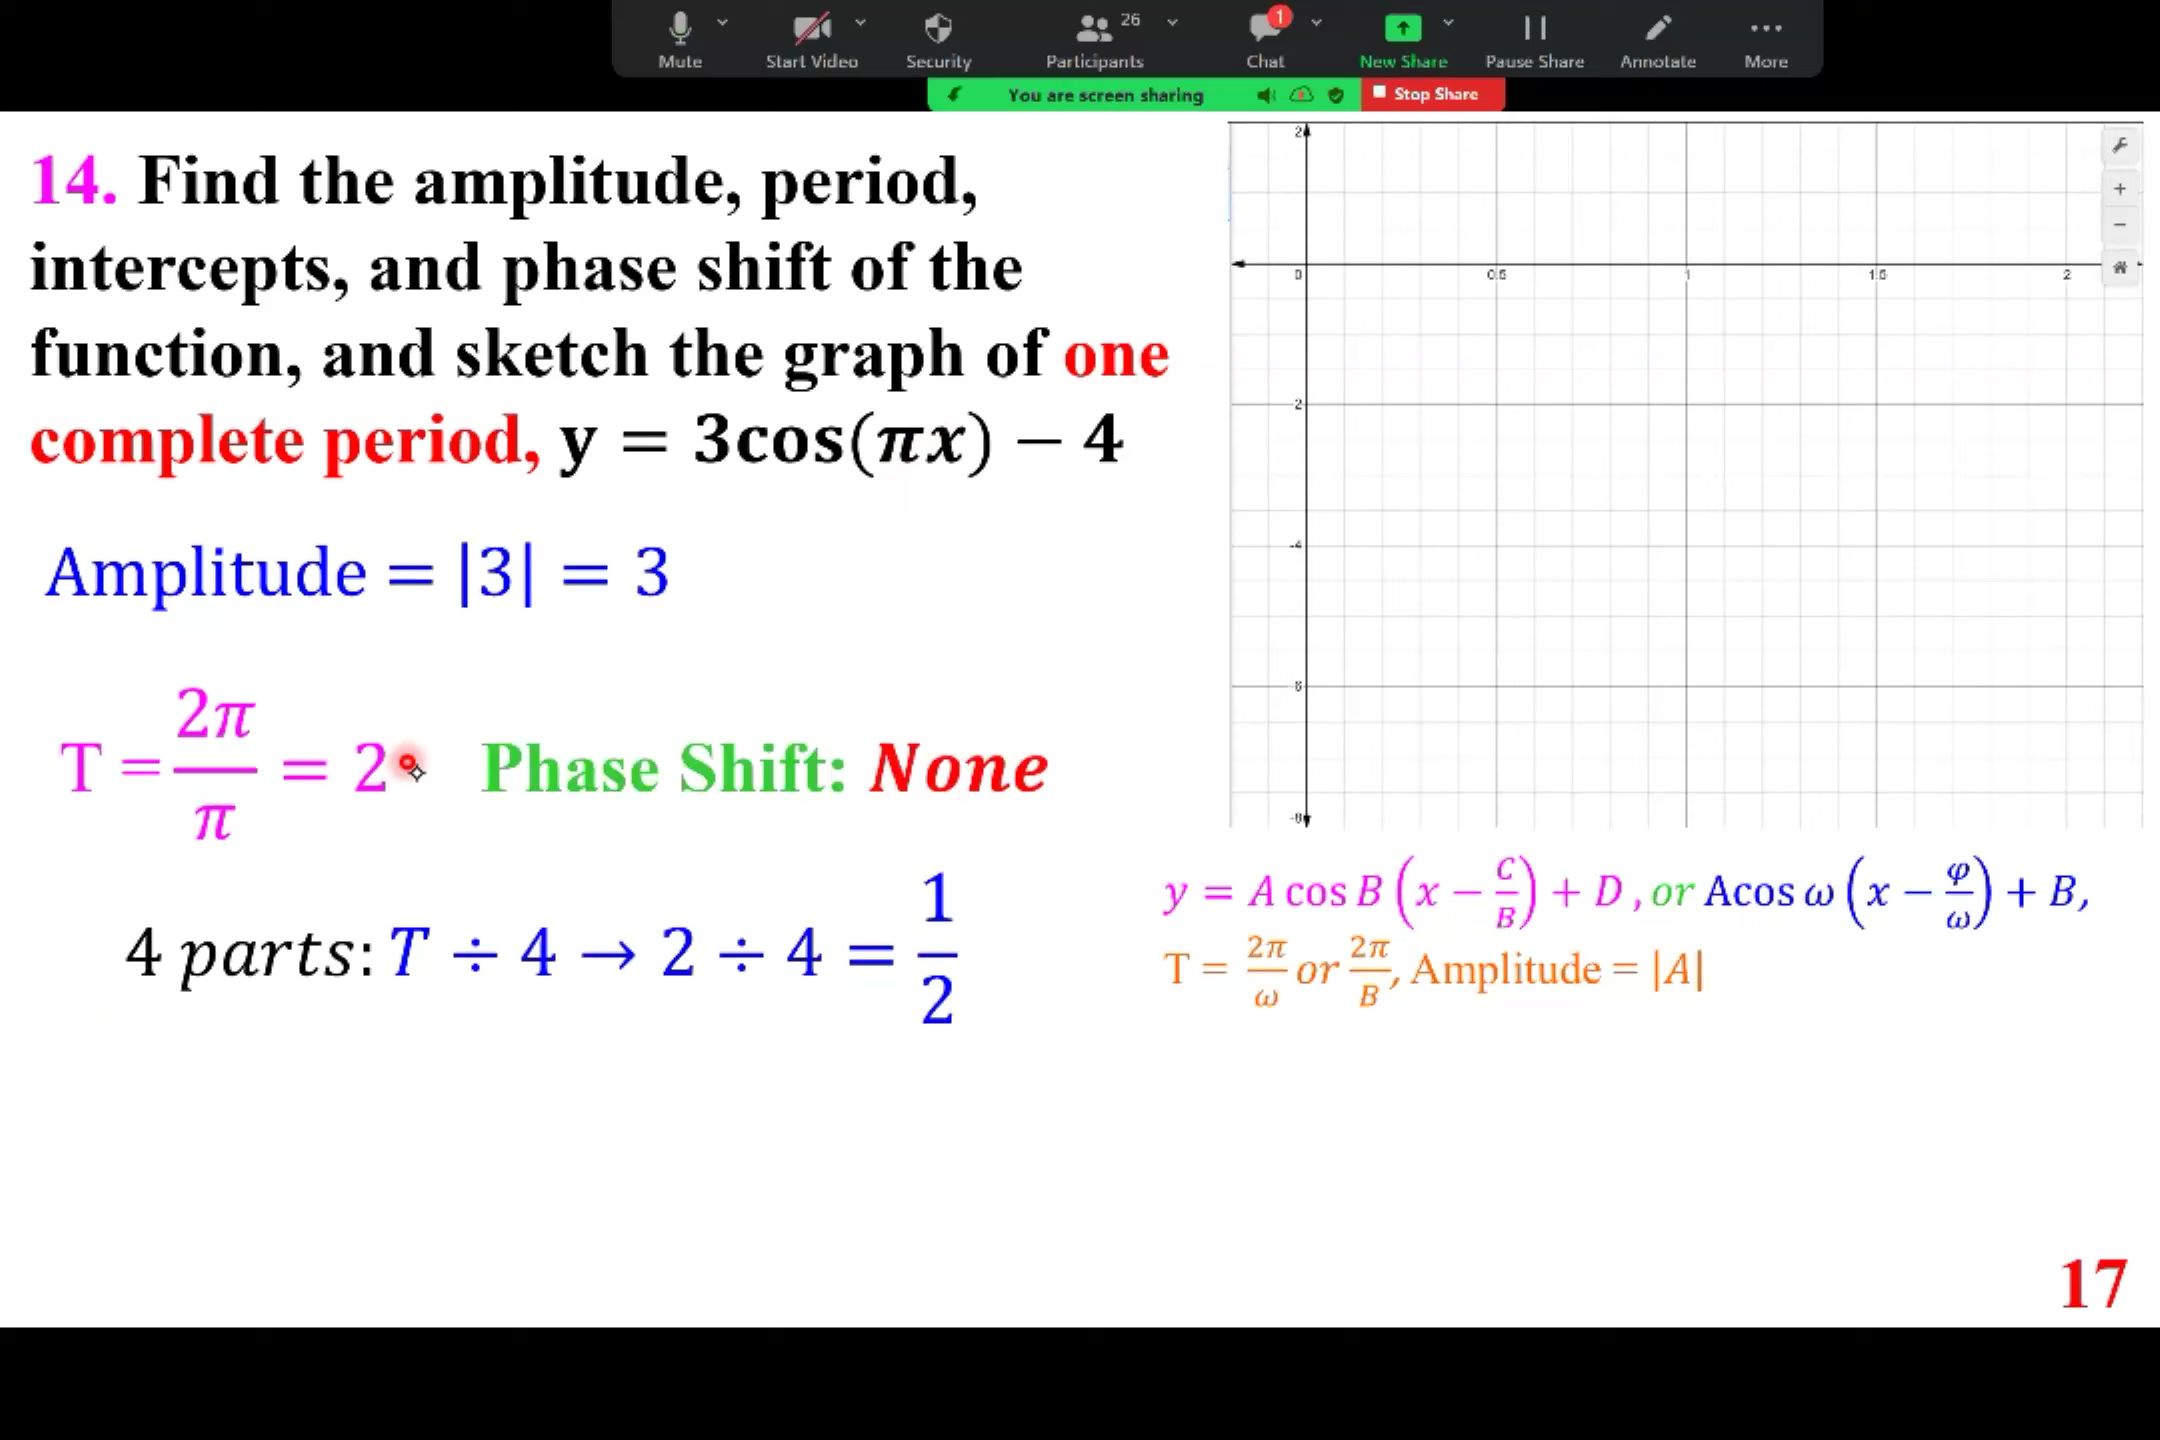 Mute Start Video Security Participants 26 Chat 1 New Share Pause Share Annotate More
You are screen sharing Stop Share
14. Find the amplitude, period,
intercepts, and phase shift of the
function, and sketch the graph of one
complete period, y = 3cos(πx) − 4
Amplitude = |3| = 3
T = 2π/π = 2 Phase Shift: None
4 parts: T ÷ 4 → 2 ÷ 4 = 1/2
2
0 0.5 1 1.5 2
-2
-4
-6
-8
y = A cos B (x − C/B) + D, or Acos ω (x − φ/ω) + B,
T = 2π/ω or 2π/B, Amplitude = |A|
17